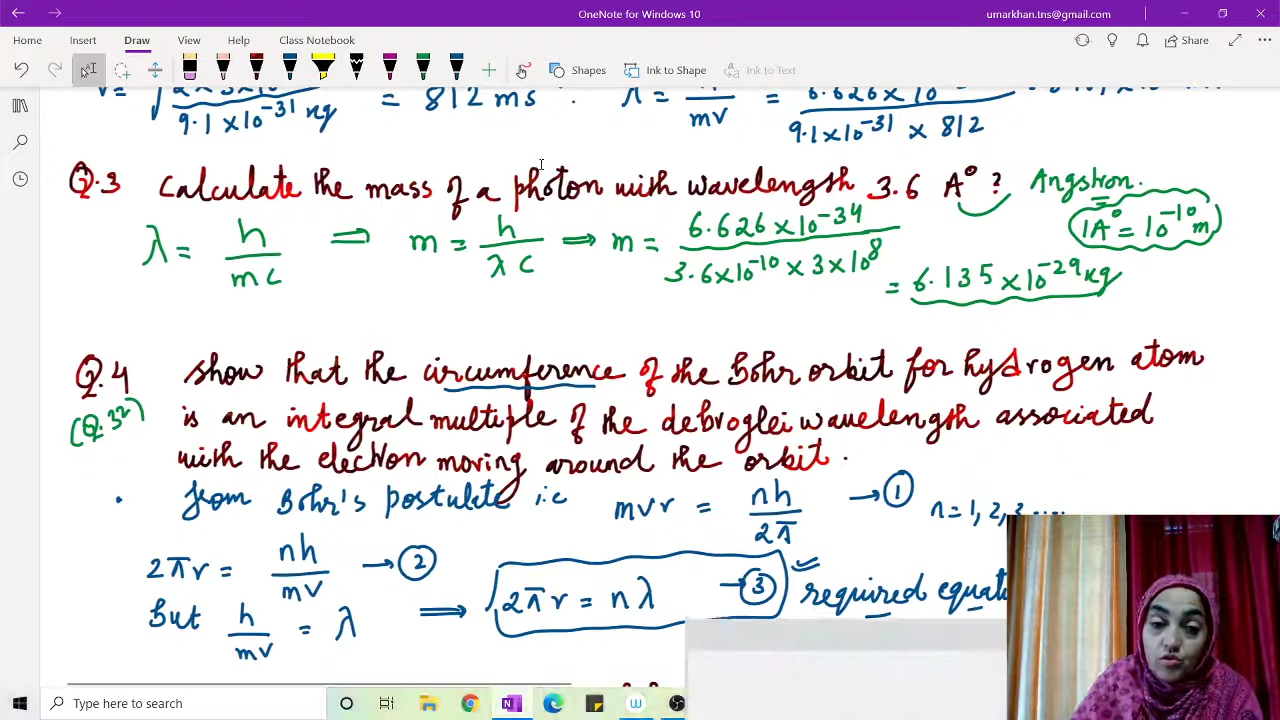 OneNote for Windows 10
umarkhan.tns@gmail.com
Home Insert Draw View Help Class Notebook
Share
Shapes Ink to Shape Ink to Text
9.1 x 10⁻³¹ kg = 812 ms . λ = mv =
9.1 x 10⁻³¹ x 812
Q.3 Calculate the mass of a photon with wavelength 3.6 A° ? Angstron.
1A° = 10⁻¹⁰ m
λ = h/mc ⟹ m = h/λc ⟹ m = 6.626 x 10⁻³⁴ / 3.6 x 10⁻¹⁰ x 3 x 10⁸
= 6.135 x 10⁻²⁹ kg
Q.4 show that the circumference of the Bohr orbit for hydrogen atom
(Q.32) is an integral multiple of the debroglei wavelength associated
with the electron moving around the orbit .
from Bohr's postulate i.e mvr = nh/2π → 1 n = 1, 2, 3 ....
2πr = nh/mv → 2
2πr = nλ → 3 required equati
But h/mv = λ ⟹
Type here to search